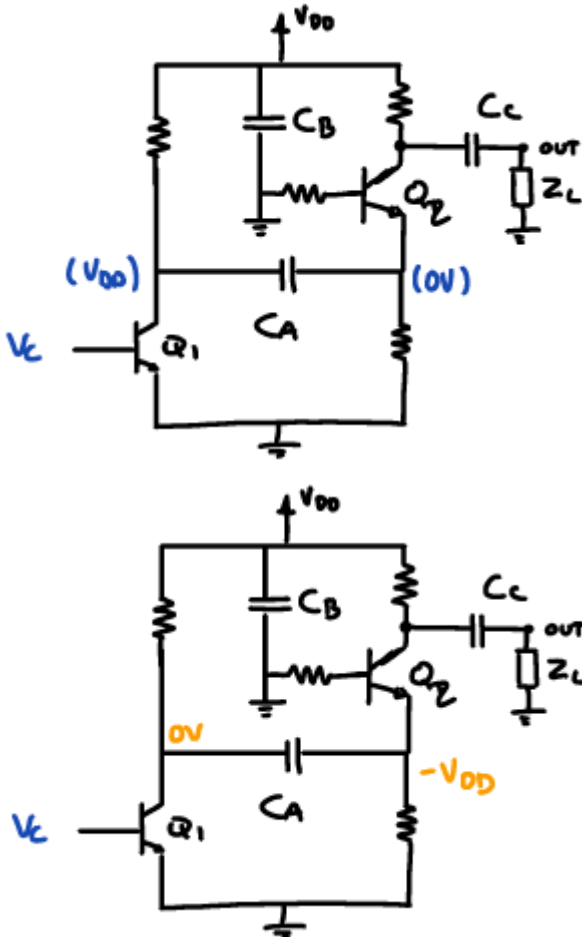 VDD
CB
CC
OUT
Q2
ZL
(VDD)
(0V)
CA
VC
Q1
VDD
CB
CC
OUT
Q2
ZL
0V
-VDD
CA
VC
Q1